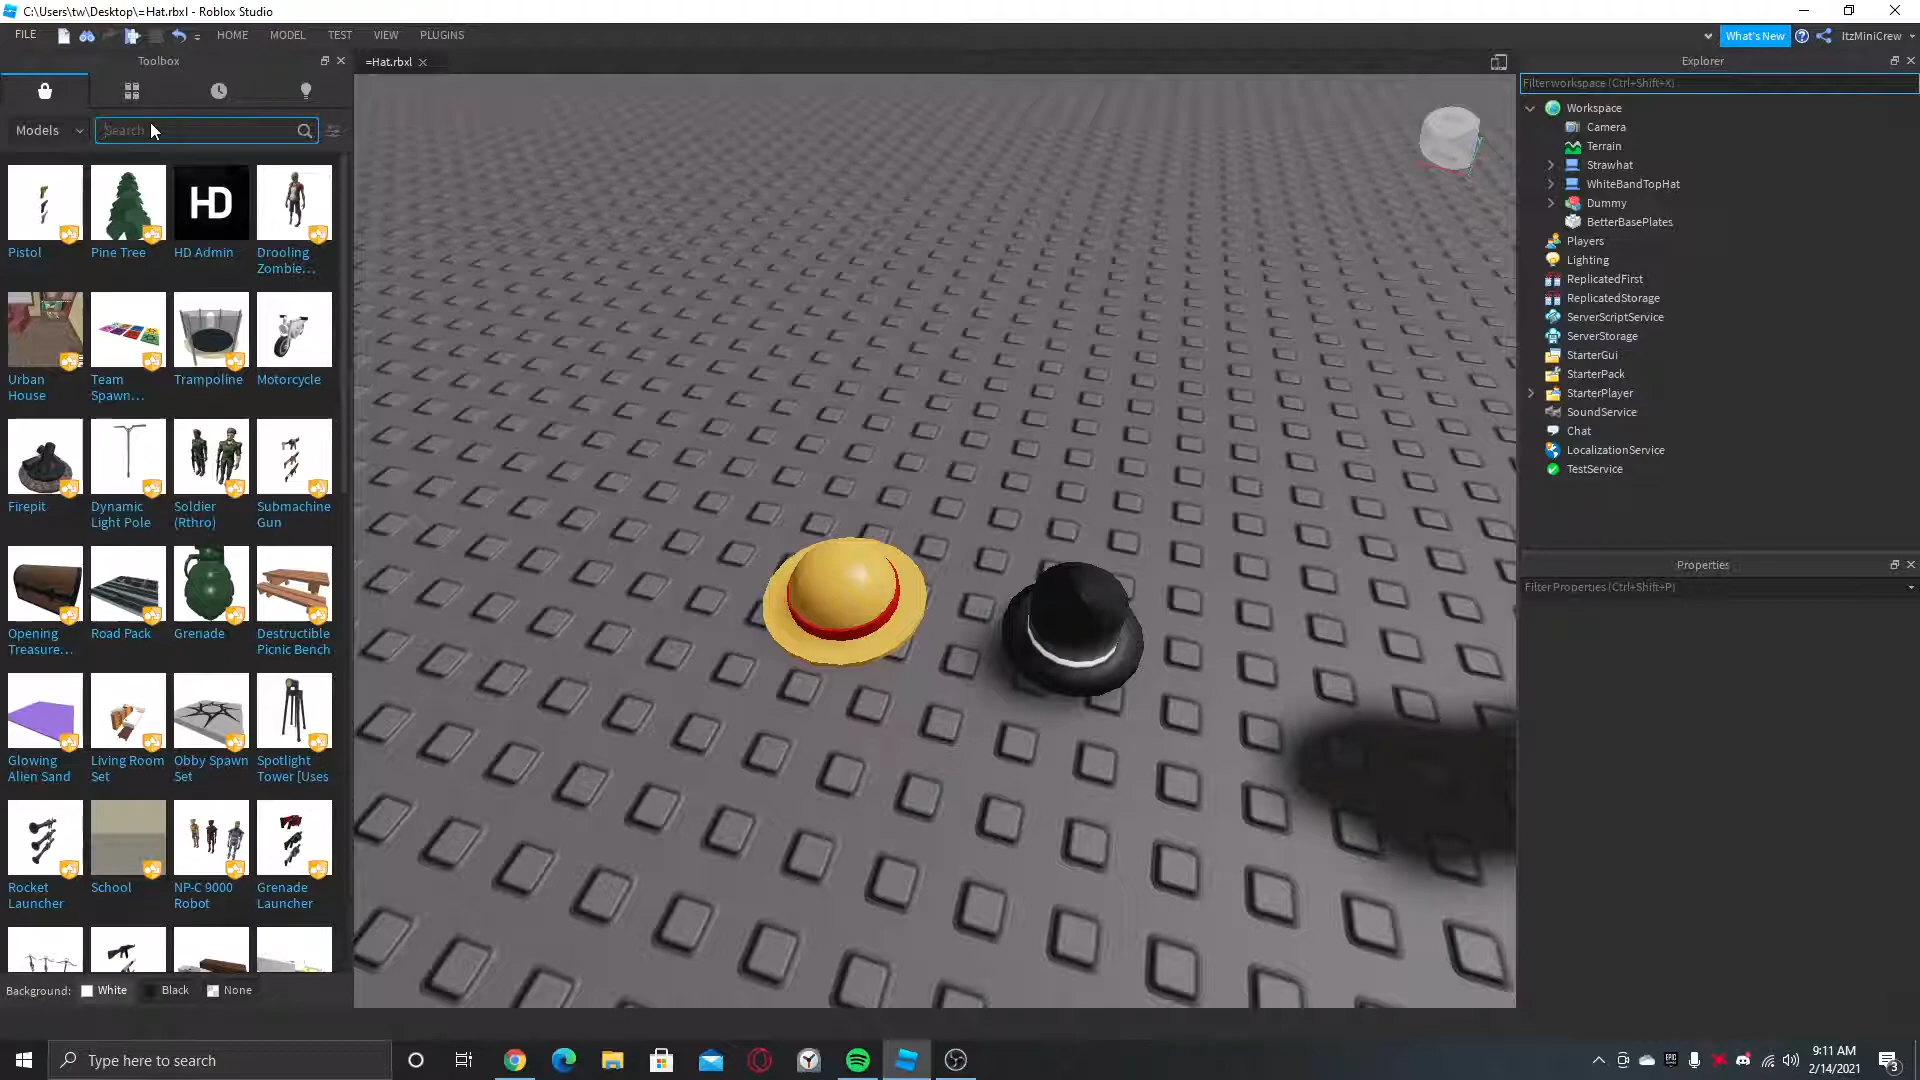 C:\Users\tw\Desktop\=Hat.rbxl - Roblox Studio
FILE
HOME
MODEL
TEST
VIEW
PLUGINS
What's New
ItzMiniCrew
Toolbox
=Hat.rbxl
Explorer
Models
Search
Filter workspace (Ctrl+Shift+X)
Workspace
Camera
Terrain
Strawhat
WhiteBandTopHat
Dummy
BetterBasePlates
Players
Lighting
ReplicatedFirst
ReplicatedStorage
ServerScriptService
ServerStorage
StarterGui
StarterPack
StarterPlayer
SoundService
Chat
LocalizationService
TestService
Properties
Filter Properties (Ctrl+Shift+P)
HD
Pistol
Pine Tree
HD Admin
Drooling
Zombie...
Urban
House
Team
Spawn...
Trampoline
Motorcycle
Firepit
Dynamic
Light Pole
Soldier
(Rthro)
Submachine
Gun
Opening
Treasure...
Road Pack
Grenade
Destructible
Picnic Bench
Glowing
Alien Sand
Living Room
Set
Obby Spawn
Set
Spotlight
Tower [Uses
Rocket
Launcher
School
NP-C 9000
Robot
Grenade
Launcher
Background:
White
Black
None
Type here to search
9:11 AM
2/14/2021
3